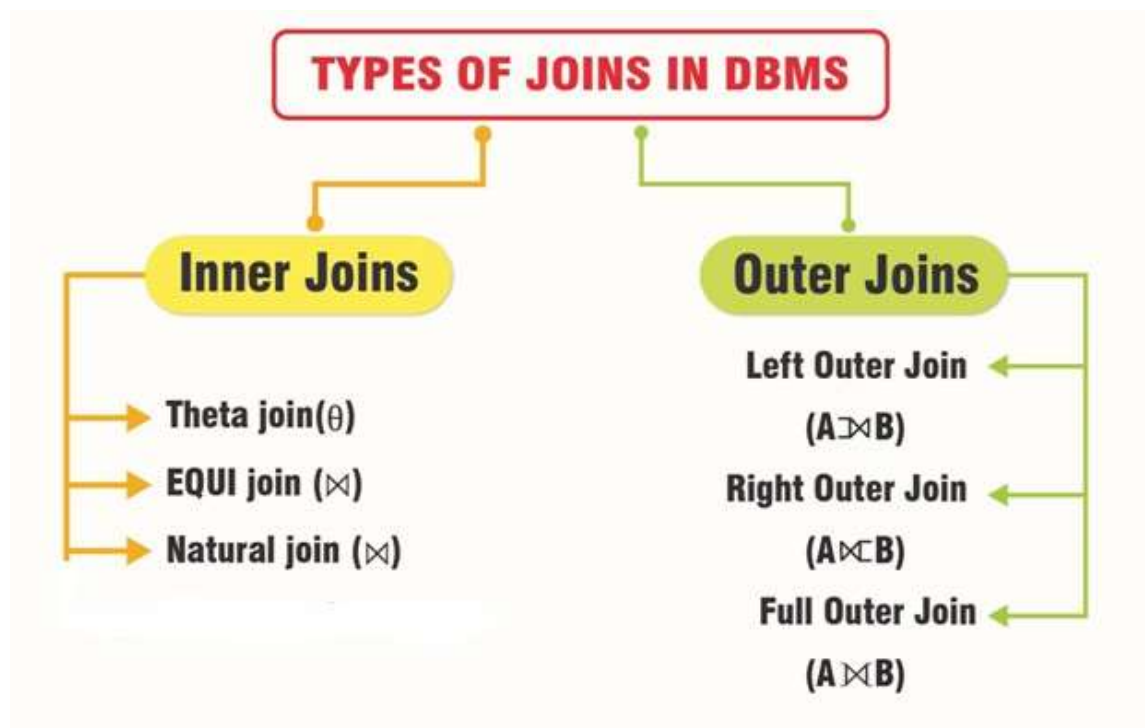 TYPES OF JOINS IN DBMS
Inner Joins
Theta join(θ)
EQUI join (⋈)
Natural join (⋈)
Outer Joins
Left Outer Join
(A⟕B)
Right Outer Join
(A⟖B)
Full Outer Join
(A⟗B)